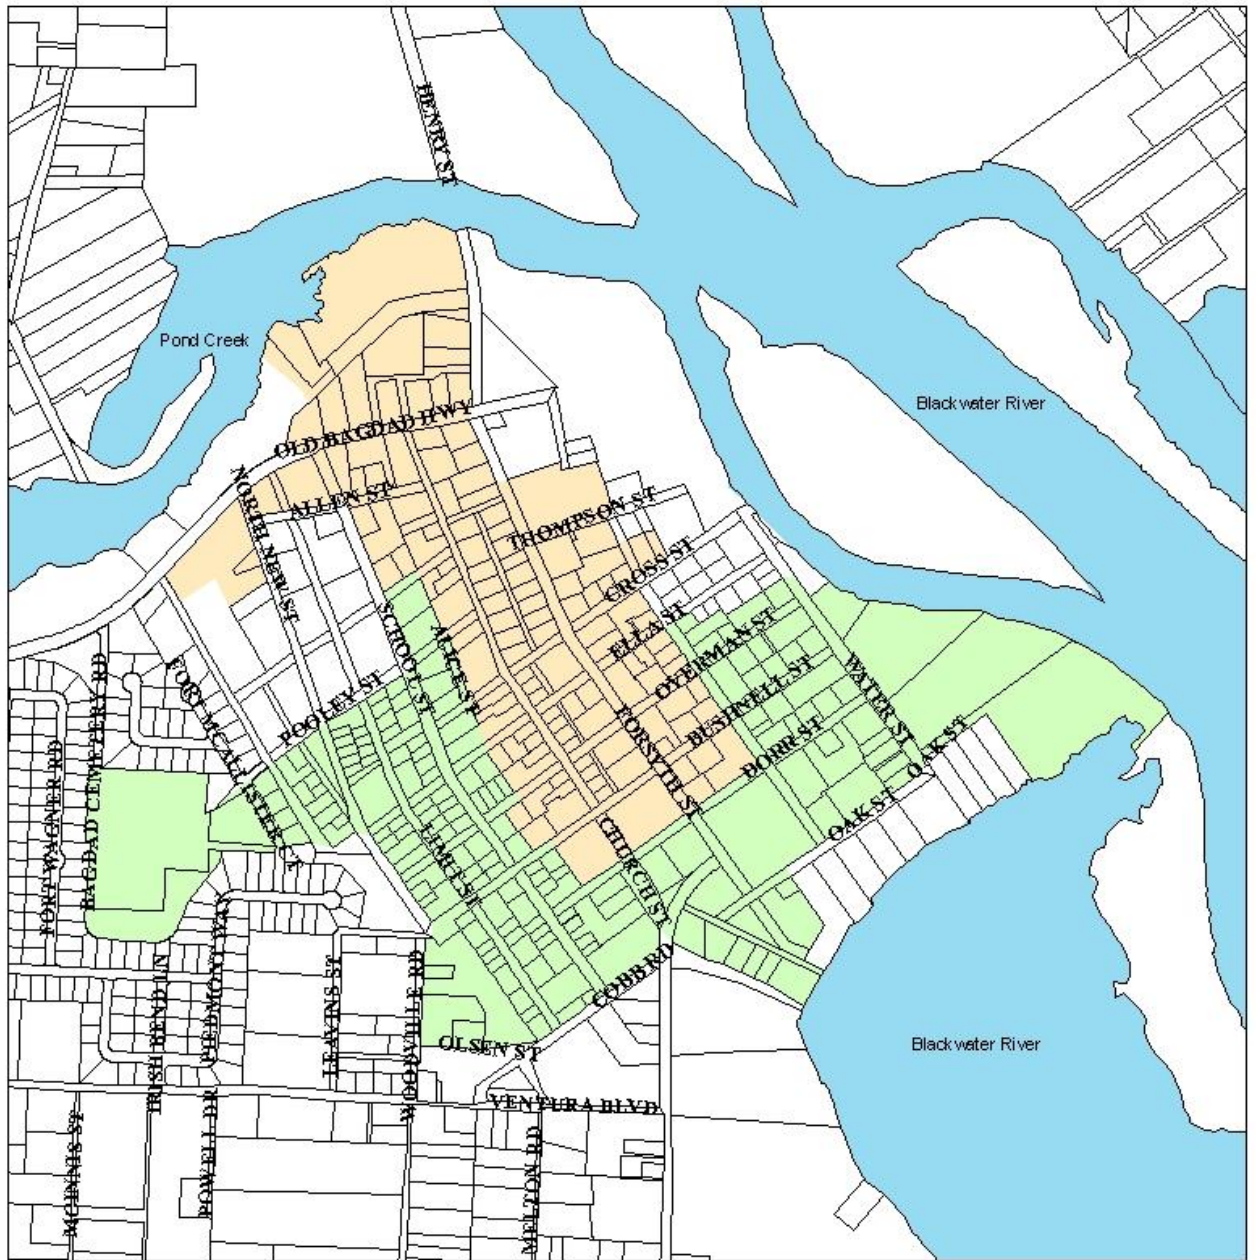 HENRY ST
Pond Creek
Blackwater River
OLD BAGDAD HWY
ALLEN ST
NORTH NEW ST
THOMPSON ST
CROSS ST
ELLA ST
SCHOOL ST
ALICE ST
OVERMAN ST
BUSHNELL ST
WATER ST
FORT MCALLISTER CT
POOLEY ST
FORSYTH ST
DORR ST
OAK ST
OAK ST
BAGDAD CEMETERY RD
FORT WAGNER RD
LIMIT ST
CHURCH ST
COBB RD
PIEDMONT WAY
IRISH BEND LN
LEAVINS ST
WOODVILLE RD
OLSEN ST
Blackwater River
VENTURA BLVD
MCINNIS ST
POWELL DR
MELTON RD